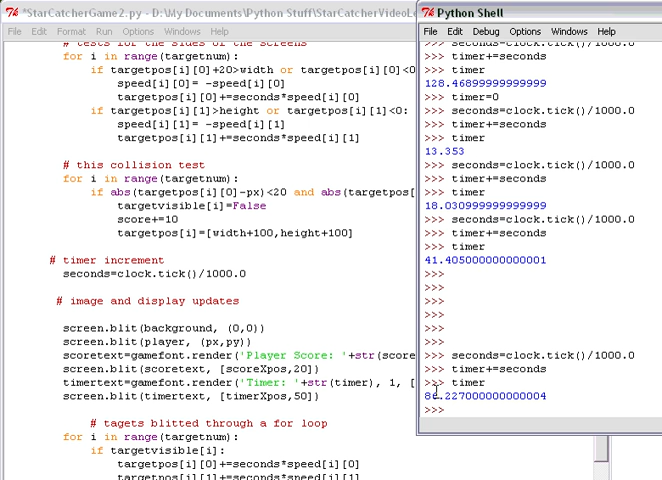 *StarCatcherGame2.py - D:\My Documents\Python Stuff\StarCatcherVideoLe
File Edit Format Run Options Windows Help
# tests for the sides of the screens
for i in range(targetnum):
if targetpos[i][0]+20>width or targetpos[i][0]<0
speed[i][0]= -speed[i][0]
targetpos[i][0]+=seconds*speed[i][0]
if targetpos[i][1]>height or targetpos[i][1]<0:
speed[i][1]= -speed[i][1]
targetpos[i][1]+=seconds*speed[i][1]
# this collision test
for i in range(targetnum):
if abs(targetpos[i][0]-px)<20 and abs(targetpos[
targetvisible[i]=False
score+=10
targetpos[i]=[width+100,height+100]
# timer increment
seconds=clock.tick()/1000.0
# image and display updates
screen.blit(background, (0,0))
screen.blit(player, (px,py))
scoretext=gamefont.render('Player Score: '+str(score
screen.blit(scoretext, [scoreXpos,20])
timertext=gamefont.render('Timer: '+str(timer), 1, [
screen.blit(timertext, [timerXpos,50])
# tagets blitted through a for loop
for i in range(targetnum):
if targetvisible[i]:
targetpos[i][0]+=seconds*speed[i][0]
targetpos[i][1]+=seconds*speed[i][1]
Python Shell
File Edit Debug Options Windows Help
>>> seconds=clock.tick()/1000.0
>>> timer+=seconds
>>> timer
128.46899999999999
>>> timer=0
>>> seconds=clock.tick()/1000.0
>>> timer+=seconds
>>> timer
13.353
>>> seconds=clock.tick()/1000.0
>>> timer+=seconds
>>> timer
18.030999999999999
>>> seconds=clock.tick()/1000.0
>>> timer+=seconds
>>> timer
41.405000000000001
>>>
>>>
>>>
>>>
>>>
>>> seconds=clock.tick()/1000.0
>>> timer+=seconds
>>> timer
>>>